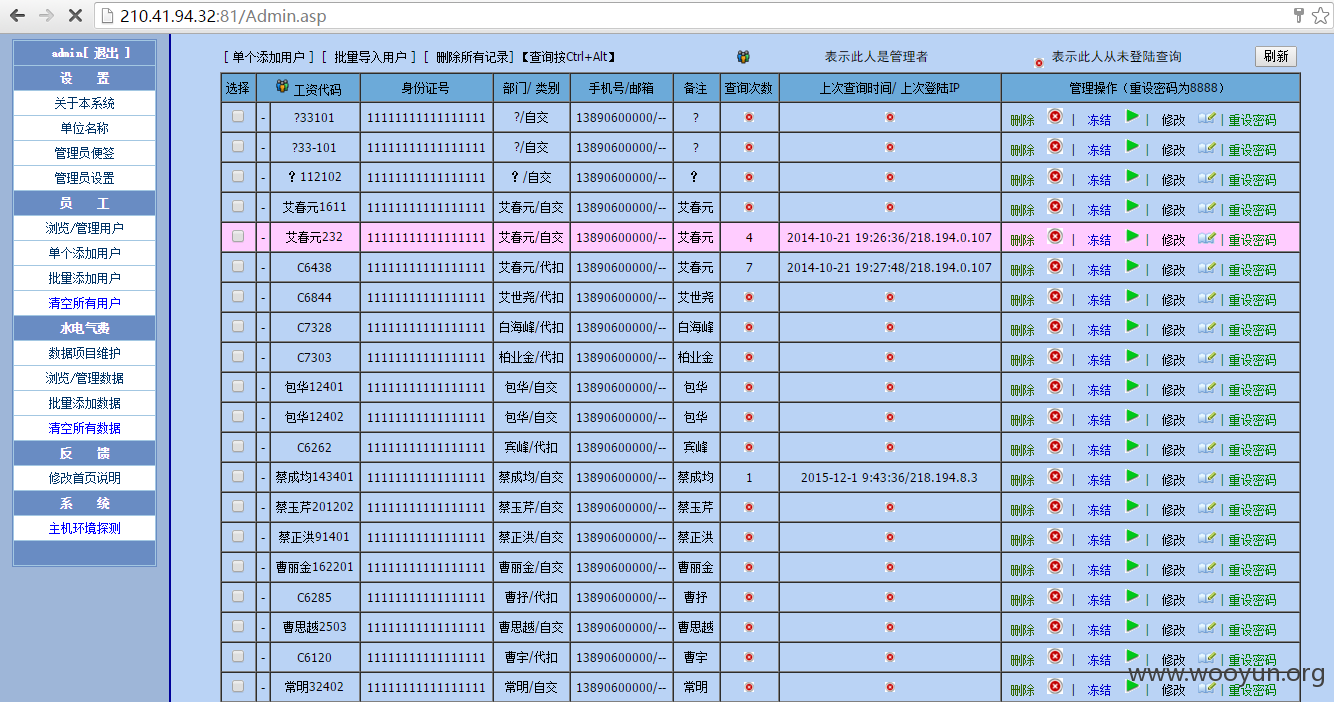 210.41.94.32:81/Admin.asp
admin[ 退出 ]
设 置
关于本系统
单位名称
管理员便签
管理员设置
员 工
浏览/管理用户
单个添加用户
批量添加用户
清空所有用户
水电气费
数据项目维护
浏览/管理数据
批量添加数据
清空所有数据
反 馈
修改首页说明
系 统
主机环境探测
[ 单个添加用户 ] [ 批量导入用户 ] [ 删除所有记录]【查询按Ctrl+Alt】 表示此人是管理者 表示此人从未登陆查询 刷新
选择 工资代码 身份证号 部门/ 类别 手机号/邮箱 备注 查询次数 上次查询时间/ 上次登陆IP 管理操作（重设密码为8888）
- ?33101 111111111111111111 ?/自交 13890600000/-- ? 删除 | 冻结 | 修改 | 重设密码
- ?33-101 111111111111111111 ?/自交 13890600000/-- ? 删除 | 冻结 | 修改 | 重设密码
- ？112102 111111111111111111 ？/自交 13890600000/-- ？ 删除 | 冻结 | 修改 | 重设密码
- 艾春元1611 111111111111111111 艾春元/自交 13890600000/-- 艾春元 删除 | 冻结 | 修改 | 重设密码
- 艾春元232 111111111111111111 艾春元/自交 13890600000/-- 艾春元 4 2014-10-21 19:26:36/218.194.0.107 删除 | 冻结 | 修改 | 重设密码
- C6438 111111111111111111 艾春元/代扣 13890600000/-- 艾春元 7 2014-10-21 19:27:48/218.194.0.107 删除 | 冻结 | 修改 | 重设密码
- C6844 111111111111111111 艾世尧/代扣 13890600000/-- 艾世尧 删除 | 冻结 | 修改 | 重设密码
- C7328 111111111111111111 白海峰/代扣 13890600000/-- 白海峰 删除 | 冻结 | 修改 | 重设密码
- C7303 111111111111111111 柏业金/代扣 13890600000/-- 柏业金 删除 | 冻结 | 修改 | 重设密码
- 包华12401 111111111111111111 包华/自交 13890600000/-- 包华 删除 | 冻结 | 修改 | 重设密码
- 包华12402 111111111111111111 包华/自交 13890600000/-- 包华 删除 | 冻结 | 修改 | 重设密码
- C6262 111111111111111111 宾峰/代扣 13890600000/-- 宾峰 删除 | 冻结 | 修改 | 重设密码
- 蔡成均143401 111111111111111111 蔡成均/自交 13890600000/-- 蔡成均 1 2015-12-1 9:43:36/218.194.8.3 删除 | 冻结 | 修改 | 重设密码
- 蔡玉芹201202 111111111111111111 蔡玉芹/自交 13890600000/-- 蔡玉芹 删除 | 冻结 | 修改 | 重设密码
- 蔡正洪91401 111111111111111111 蔡正洪/自交 13890600000/-- 蔡正洪 删除 | 冻结 | 修改 | 重设密码
- 曹丽金162201 111111111111111111 曹丽金/自交 13890600000/-- 曹丽金 删除 | 冻结 | 修改 | 重设密码
- C6285 111111111111111111 曹抒/代扣 13890600000/-- 曹抒 删除 | 冻结 | 修改 | 重设密码
- 曹思越2503 111111111111111111 曹思越/自交 13890600000/-- 曹思越 删除 | 冻结 | 修改 | 重设密码
- C6120 111111111111111111 曹宇/代扣 13890600000/-- 曹宇 删除 | 冻结 | 修改 | 重设密码
- 常明32402 111111111111111111 常明/自交 13890600000/-- 常明 删除 | 冻结 | 修改 | 重设密码
www.wooyun.org